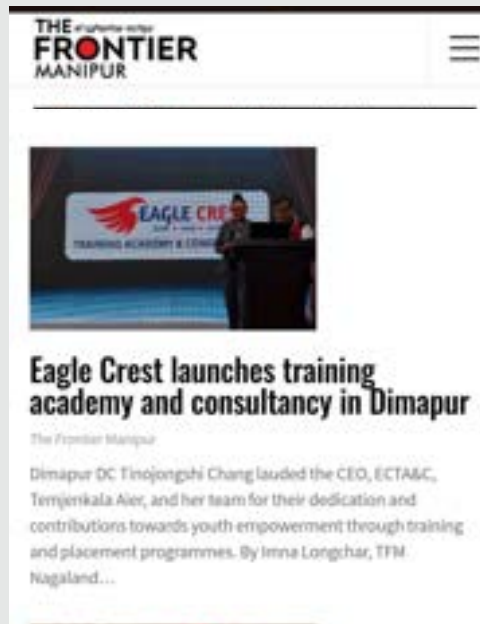 THE
FRONTIER
MANIPUR
EAGLE CRE
TRAINING ACADEMY &
Eagle Crest launches training
academy and consultancy in Dimapur
The Frontier Manipur
Dimapur DC Tinojongshi Chang lauded the CEO, ECTA&C,
Temjenkala Aier, and her team for their dedication and
contributions towards youth empowerment through training
and placement programmes. By Imna Longchar, TFM
Nagaland...